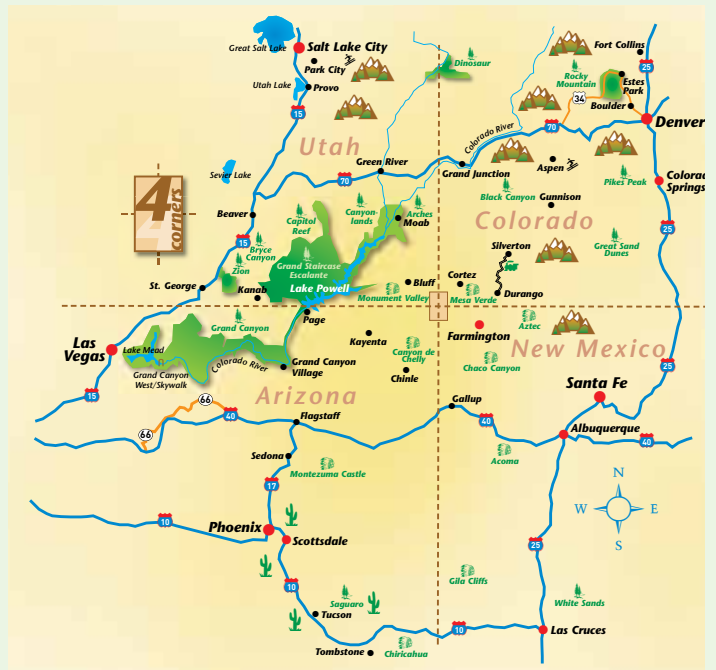 Great Salt Lake
Salt Lake City
Park City
Utah Lake
Provo
15
Dinosaur
Fort Collins
25
Rocky
Mountain
Estes
Park
34
Boulder
Denver
70
Colorado River
Utah
Green River
Grand Junction
Aspen
Pikes Peak
Colorad
Springs
Sevier Lake
70
Black Canyon
Gunnison
4
corners
Beaver
Capitol
Reef
Canyon-
lands
Arches
Moab
Colorado
25
15
Bryce
Canyon
Zion
Silverton
Great Sand
Dunes
Grand Staircase
Escalante
Lake Powell
St. George
Kanab
Bluff
Monument Valley
Cortez
Mesa Verde
Durango
Page
Grand Canyon
Aztec
Las
Vegas
Lake Mead
Kayenta
Canyon de
Chelly
Farmington
New Mexico
Grand Canyon
West/Skywalk
Colorado River
Grand Canyon
Village
Chinle
Chaco Canyon
25
15
Arizona
Santa Fe
66
66
40
Flagstaff
Gallup
40
Albuquerque
40
Sedona
Montezuma Castle
Acoma
17
N
W
E
S
10
Phoenix
Scottsdale
25
10
Gila Cliffs
Saguaro
Tucson
White Sands
10
Las Cruces
Tombstone
Chiricahua